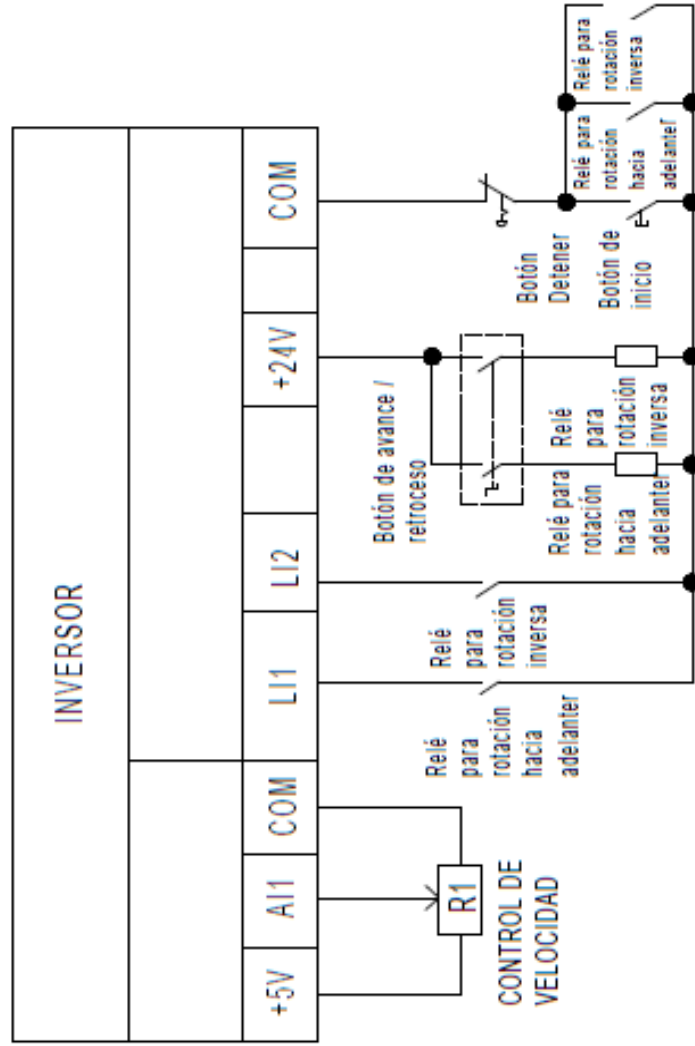 INVERSOR
+5V
AI1
COM
LI1
LI2
+24V
COM
R1
CONTROL DE
VELOCIDAD
Relé
para
rotación
hacia
adelanter
Relé
para
rotación
inversa
Botón de avance /
retroceso
Relé para
rotación
hacia
adelanter
Relé
para
rotación
inversa
Botón
Detener
Botón de
inicio
Relé para
rotación
hacia
adelanter
Relé para
rotación
inversa